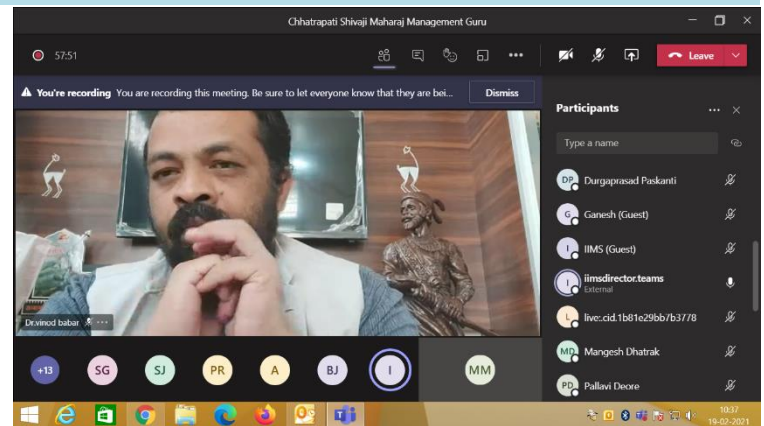 Chhatrapati Shivaji Maharaj Management Guru
57:51
Leave
You're recording You are recording this meeting. Be sure to let everyone know that they are bei...
Dismiss
Dr.vinod babar
+13
SG
SJ
PR
A
BJ
I
MM
Participants
Type a name
DP Durgaprasad Paskanti
G Ganesh (Guest)
I IIMS (Guest)
I iimsdirector.teams
External
L live:.cid.1b81e29bb7b3778
MD Mangesh Dhatrak
PD Pallavi Deore
10:37
19-02-2021